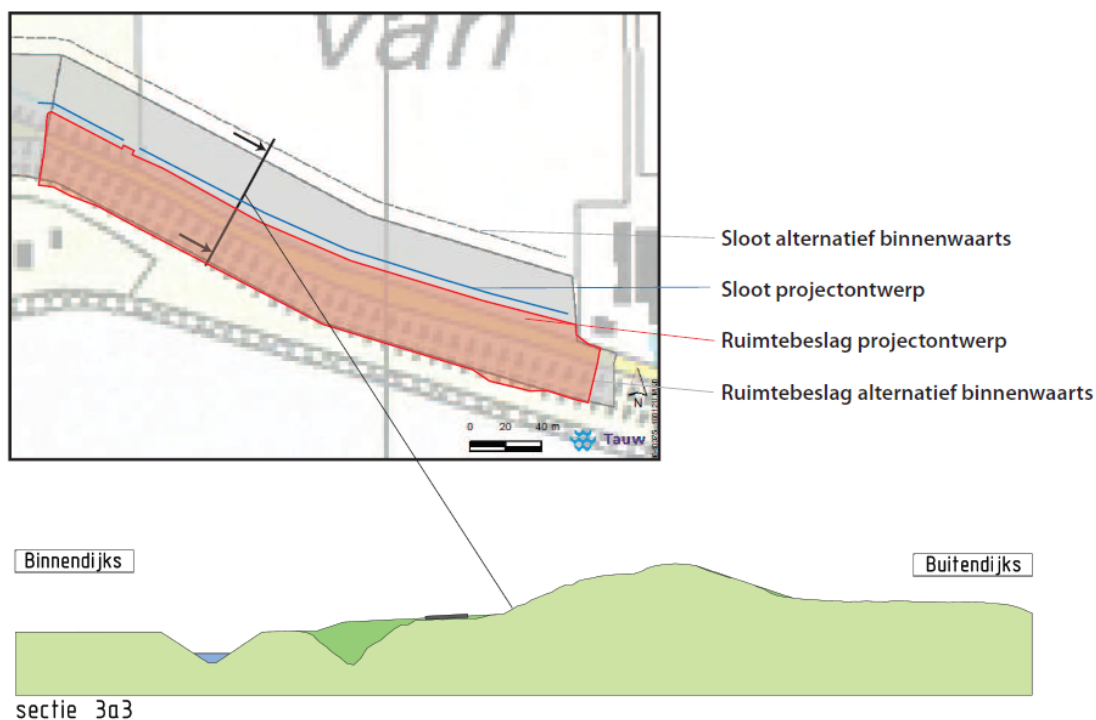 van
Sloot alternatief binnenwaarts
Sloot projectontwerp
Ruimtebeslag projectontwerp
Ruimtebeslag alternatief binnenwaarts
N
0 20 40 m
Tauw
Binnendijks
Buitendijks
sectie 3a3